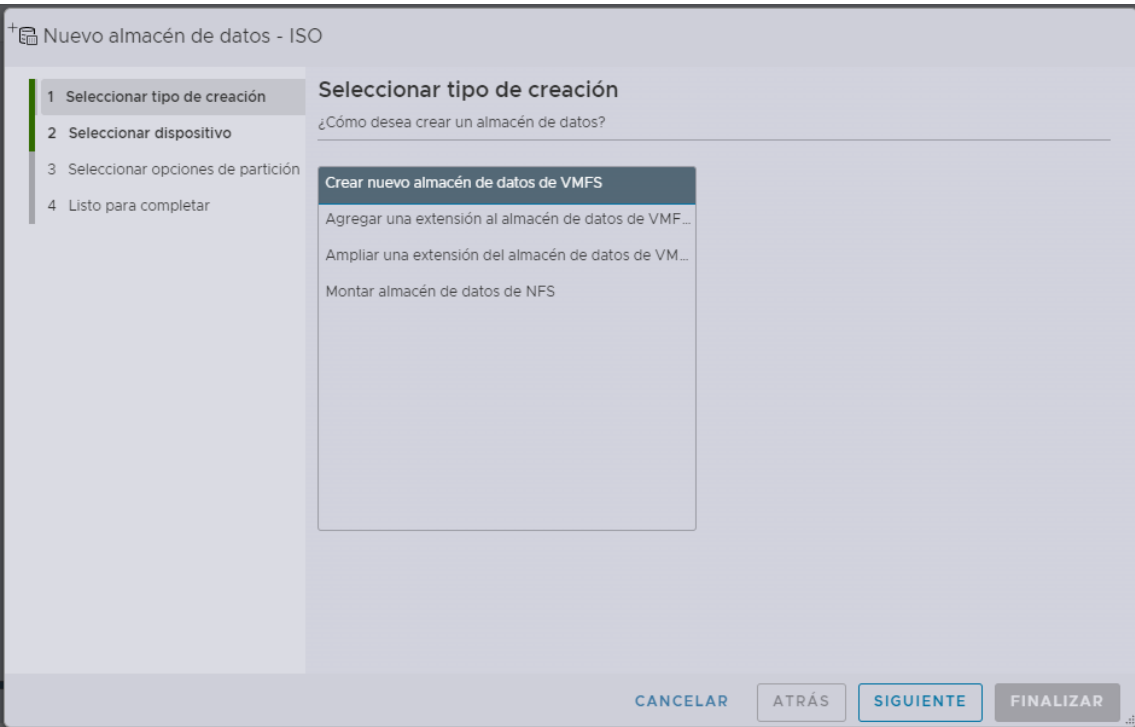 Nuevo almacén de datos - ISO
1 Seleccionar tipo de creación
2 Seleccionar dispositivo
3 Seleccionar opciones de partición
4 Listo para completar
Seleccionar tipo de creación
¿Cómo desea crear un almacén de datos?
Crear nuevo almacén de datos de VMFS
Agregar una extensión al almacén de datos de VMF...
Ampliar una extensión del almacén de datos de VM...
Montar almacén de datos de NFS
CANCELAR
ATRÁS
SIGUIENTE
FINALIZAR